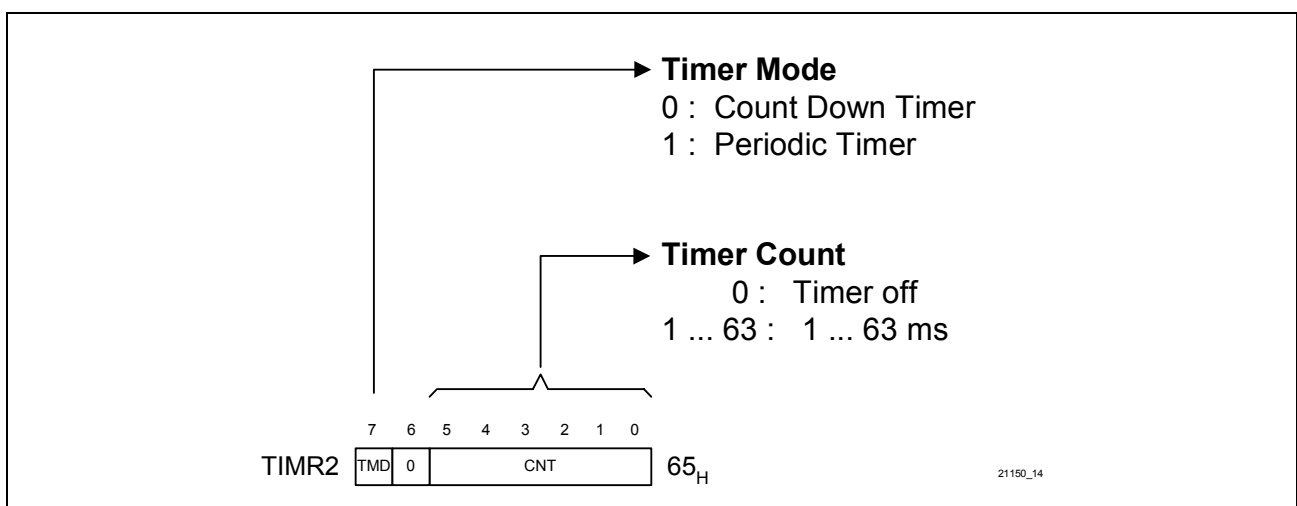 Timer Mode
0 : Count Down Timer
1 : Periodic Timer
Timer Count
0 : Timer off
1 ... 63 : 1 ... 63 ms
7 6 5 4 3 2 1 0
TIMR2 TMD 0 CNT 65H
21150_14